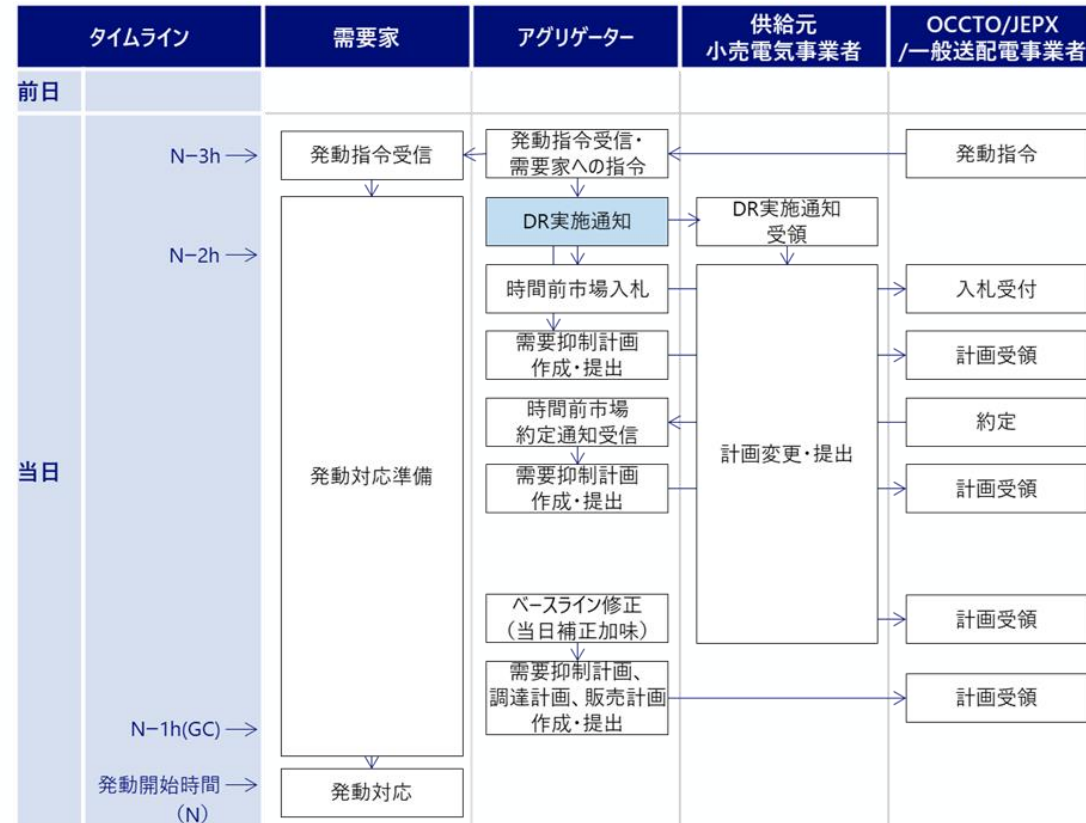 タイムライン
需要家
アグリゲーター
供給元
小売電気事業者
OCCTO/JEPX
/一般送配電事業者
前日
当日
N−3h
発動指令受信
発動指令受信・
需要家への指令
発動指令
DR実施通知
DR実施通知
受領
N−2h
時間前市場入札
入札受付
需要抑制計画
作成・提出
計画受領
時間前市場
約定通知受信
約定
発動対応準備
計画変更・提出
需要抑制計画
作成・提出
計画受領
ベースライン修正
（当日補正加味）
計画受領
需要抑制計画、
調達計画、販売計画
作成・提出
計画受領
N−1h(GC)
発動開始時間
（N）
発動対応